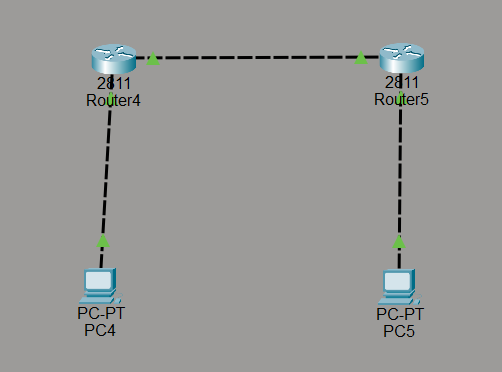 2811
Router4
2811
Router5
PC-PT
PC4
PC-PT
PC5